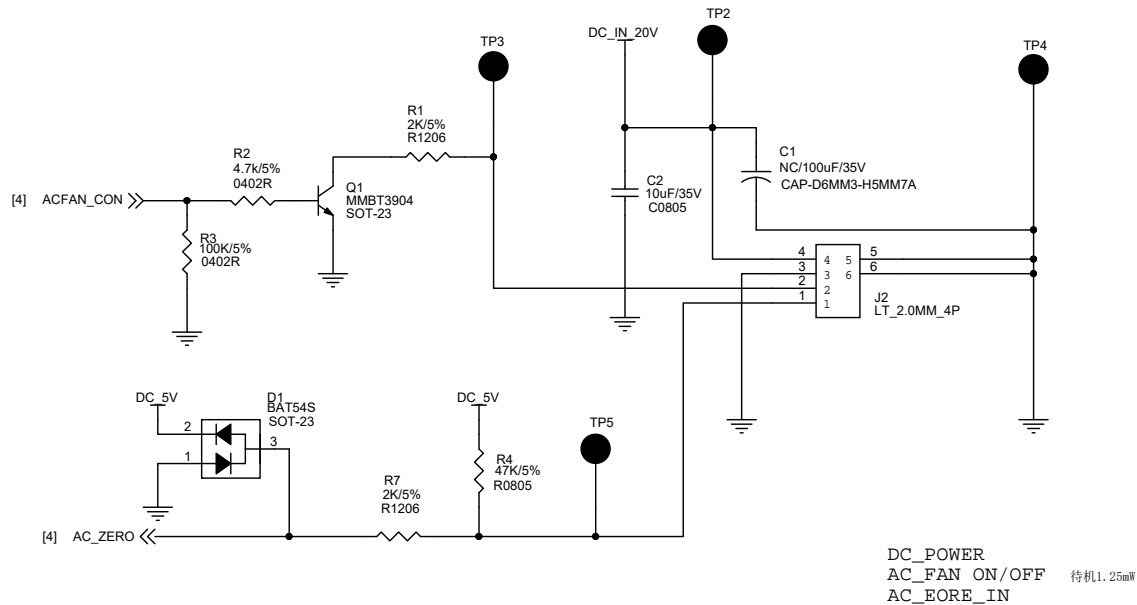 TP3
DC_IN_20V
TP2
TP4
R1
2K/5%
R1206
R2
4.7k/5%
0402R
[4] ACFAN_CON
Q1
MMBT3904
SOT-23
R3
100K/5%
0402R
C2
10uF/35V
C0805
C1
NC/100uF/35V
CAP-D6MM3-H5MM7A
4
3
2
1
4
3
2
1
5
6
5
6
J2
LT_2.0MM_4P
DC_5V
D1
BAT54S
SOT-23
2
1
3
DC_5V
R4
47K/5%
R0805
TP5
R7
2K/5%
R1206
[4] AC_ZERO
DC_POWER
AC_FAN ON/OFF 待机1.25mW
AC_EORE_IN